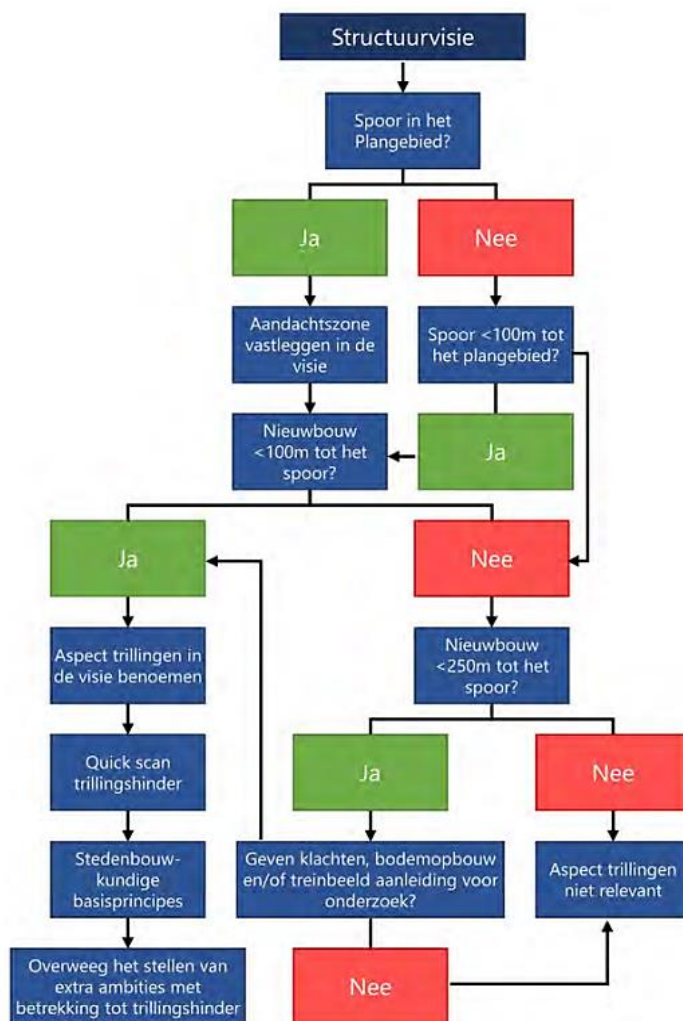 Structuurvisie
Spoor in het
Plangebied?
Ja
Nee
Aandachtszone
vastleggen in de
visie
Spoor <100m tot
het plangebied?
Nieuwbouw
<100m tot het
spoor?
Ja
Ja
Nee
Aspect trillingen in
de visie benoemen
Nieuwbouw
<250m tot het
spoor?
Quick scan
trillingshinder
Ja
Nee
Stedenbouw-
kundige
basisprincipes
Geven klachten, bodemopbouw
en/of treinbeeld aanleiding voor
onderzoek?
Aspect trillingen
niet relevant
Overweeg het stellen van
extra ambities met
betrekking tot trillingshinder
Nee